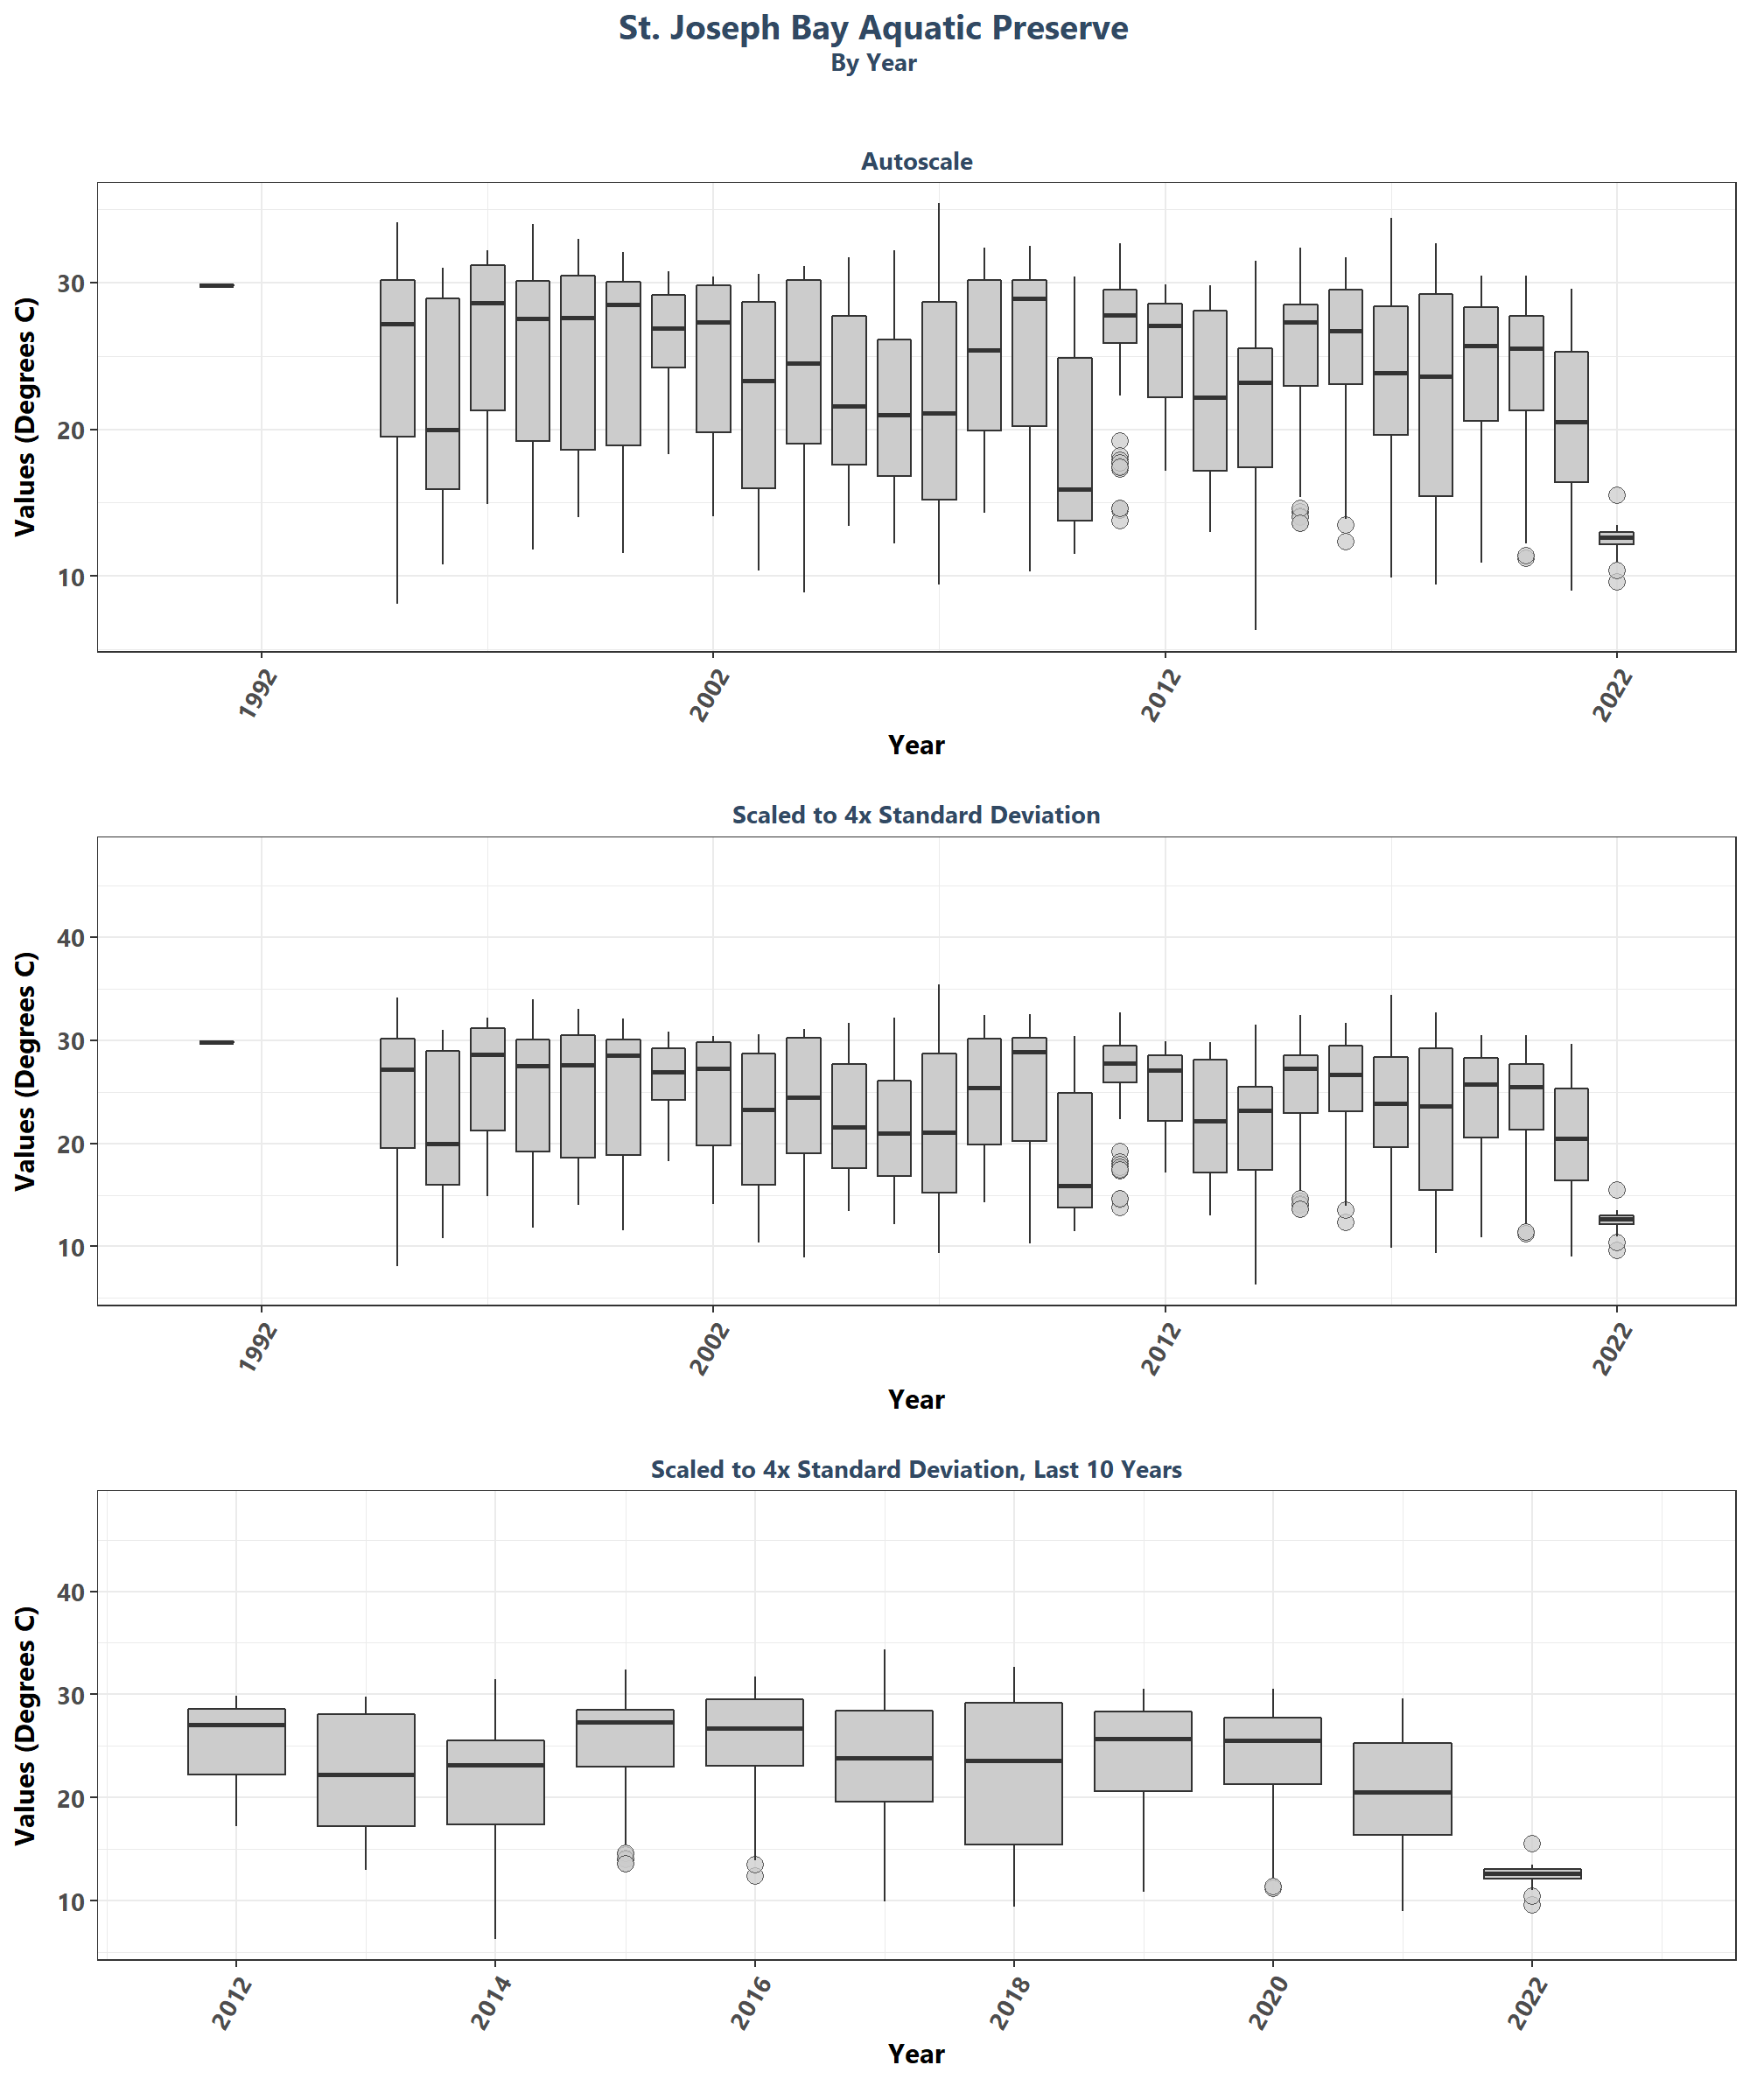 St. Joseph Bay Aquatic Preserve
By Year
Autoscale
Values (Degrees C)
30
20
10
1992
2002
2012
2022
Year
Scaled to 4x Standard Deviation
Values (Degrees C)
40
30
20
10
1992
2002
2012
2022
Year
Scaled to 4x Standard Deviation, Last 10 Years
Values (Degrees C)
40
30
20
10
2012
2014
2016
2018
2020
2022
Year